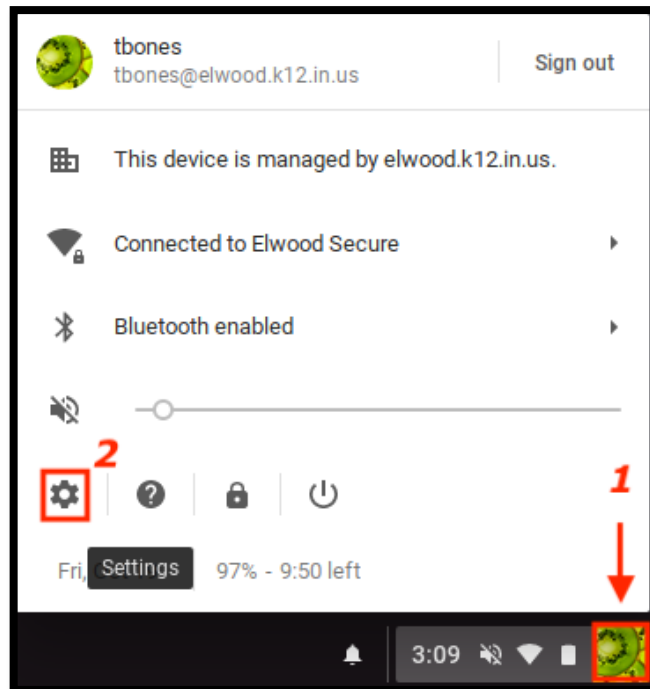 tbones
tbones@elwood.k12.in.us
Sign out
This device is managed by elwood.k12.in.us.
Connected to Elwood Secure
Bluetooth enabled
2
1
Fri,
Settings
97% - 9:50 left
3:09